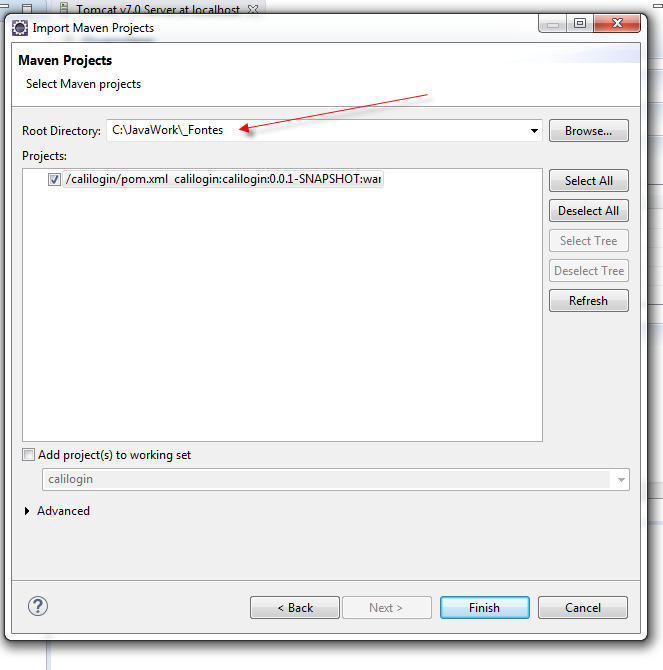 Tomcat v7.0 Server at localhost
Import Maven Projects
Maven Projects
Select Maven projects
Root Directory: C:\JavaWork\_Fontes Browse...
Projects:
/calilogin/pom.xml calilogin:calilogin:0.0.1-SNAPSHOT:war
Select All
Deselect All
Select Tree
Deselect Tree
Refresh
Add project(s) to working set
calilogin
Advanced
? < Back Next > Finish Cancel